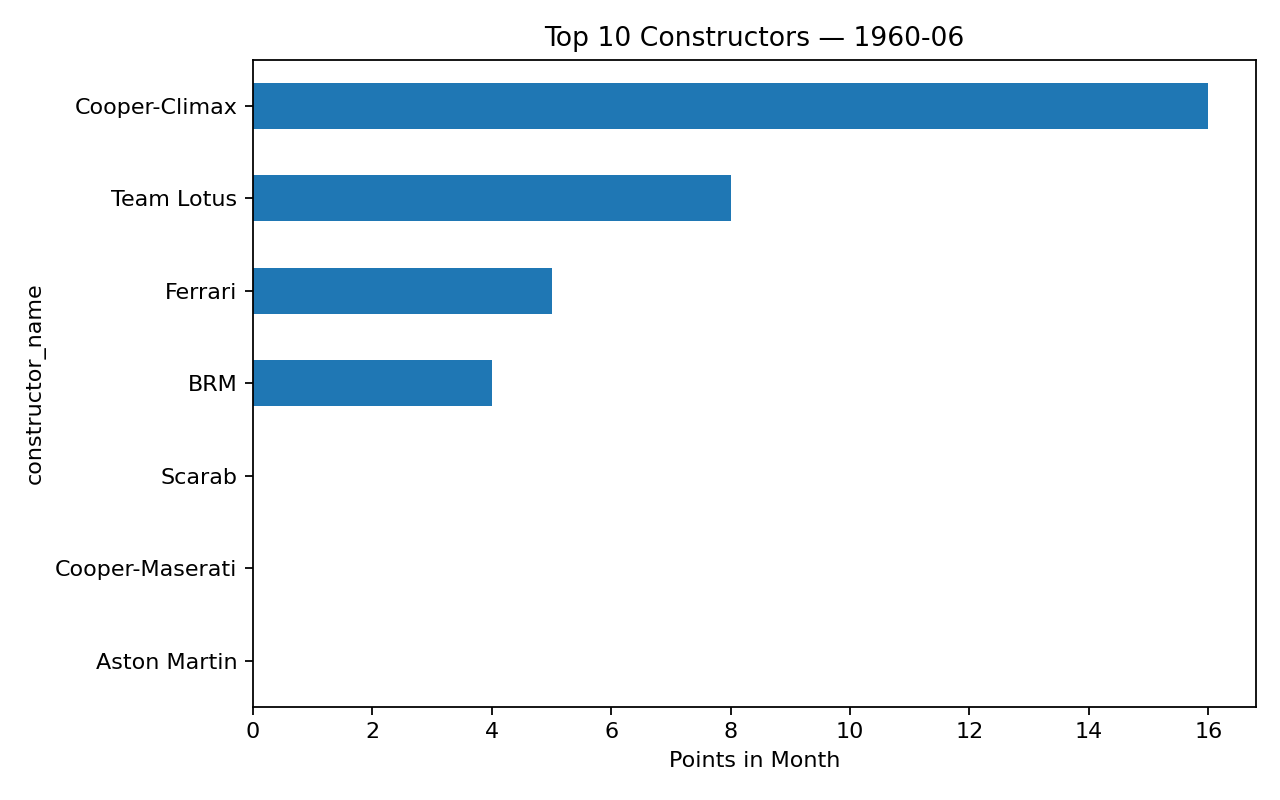 Top 10 Constructors — 1960-06
constructor_name
Cooper-Climax
Team Lotus
Ferrari
BRM
Scarab
Cooper-Maserati
Aston Martin
0 2 4 6 8 10 12 14 16
Points in Month